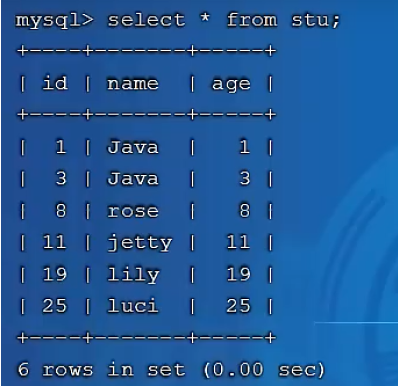 mysql> select * from stu;
+----+-------+-----+
| id | name  | age |
+----+-------+-----+
|  1 | Java  |   1 |
|  3 | Java  |   3 |
|  8 | rose  |   8 |
| 11 | jetty |  11 |
| 19 | lily  |  19 |
| 25 | luci  |  25 |
+----+-------+-----+
6 rows in set (0.00 sec)